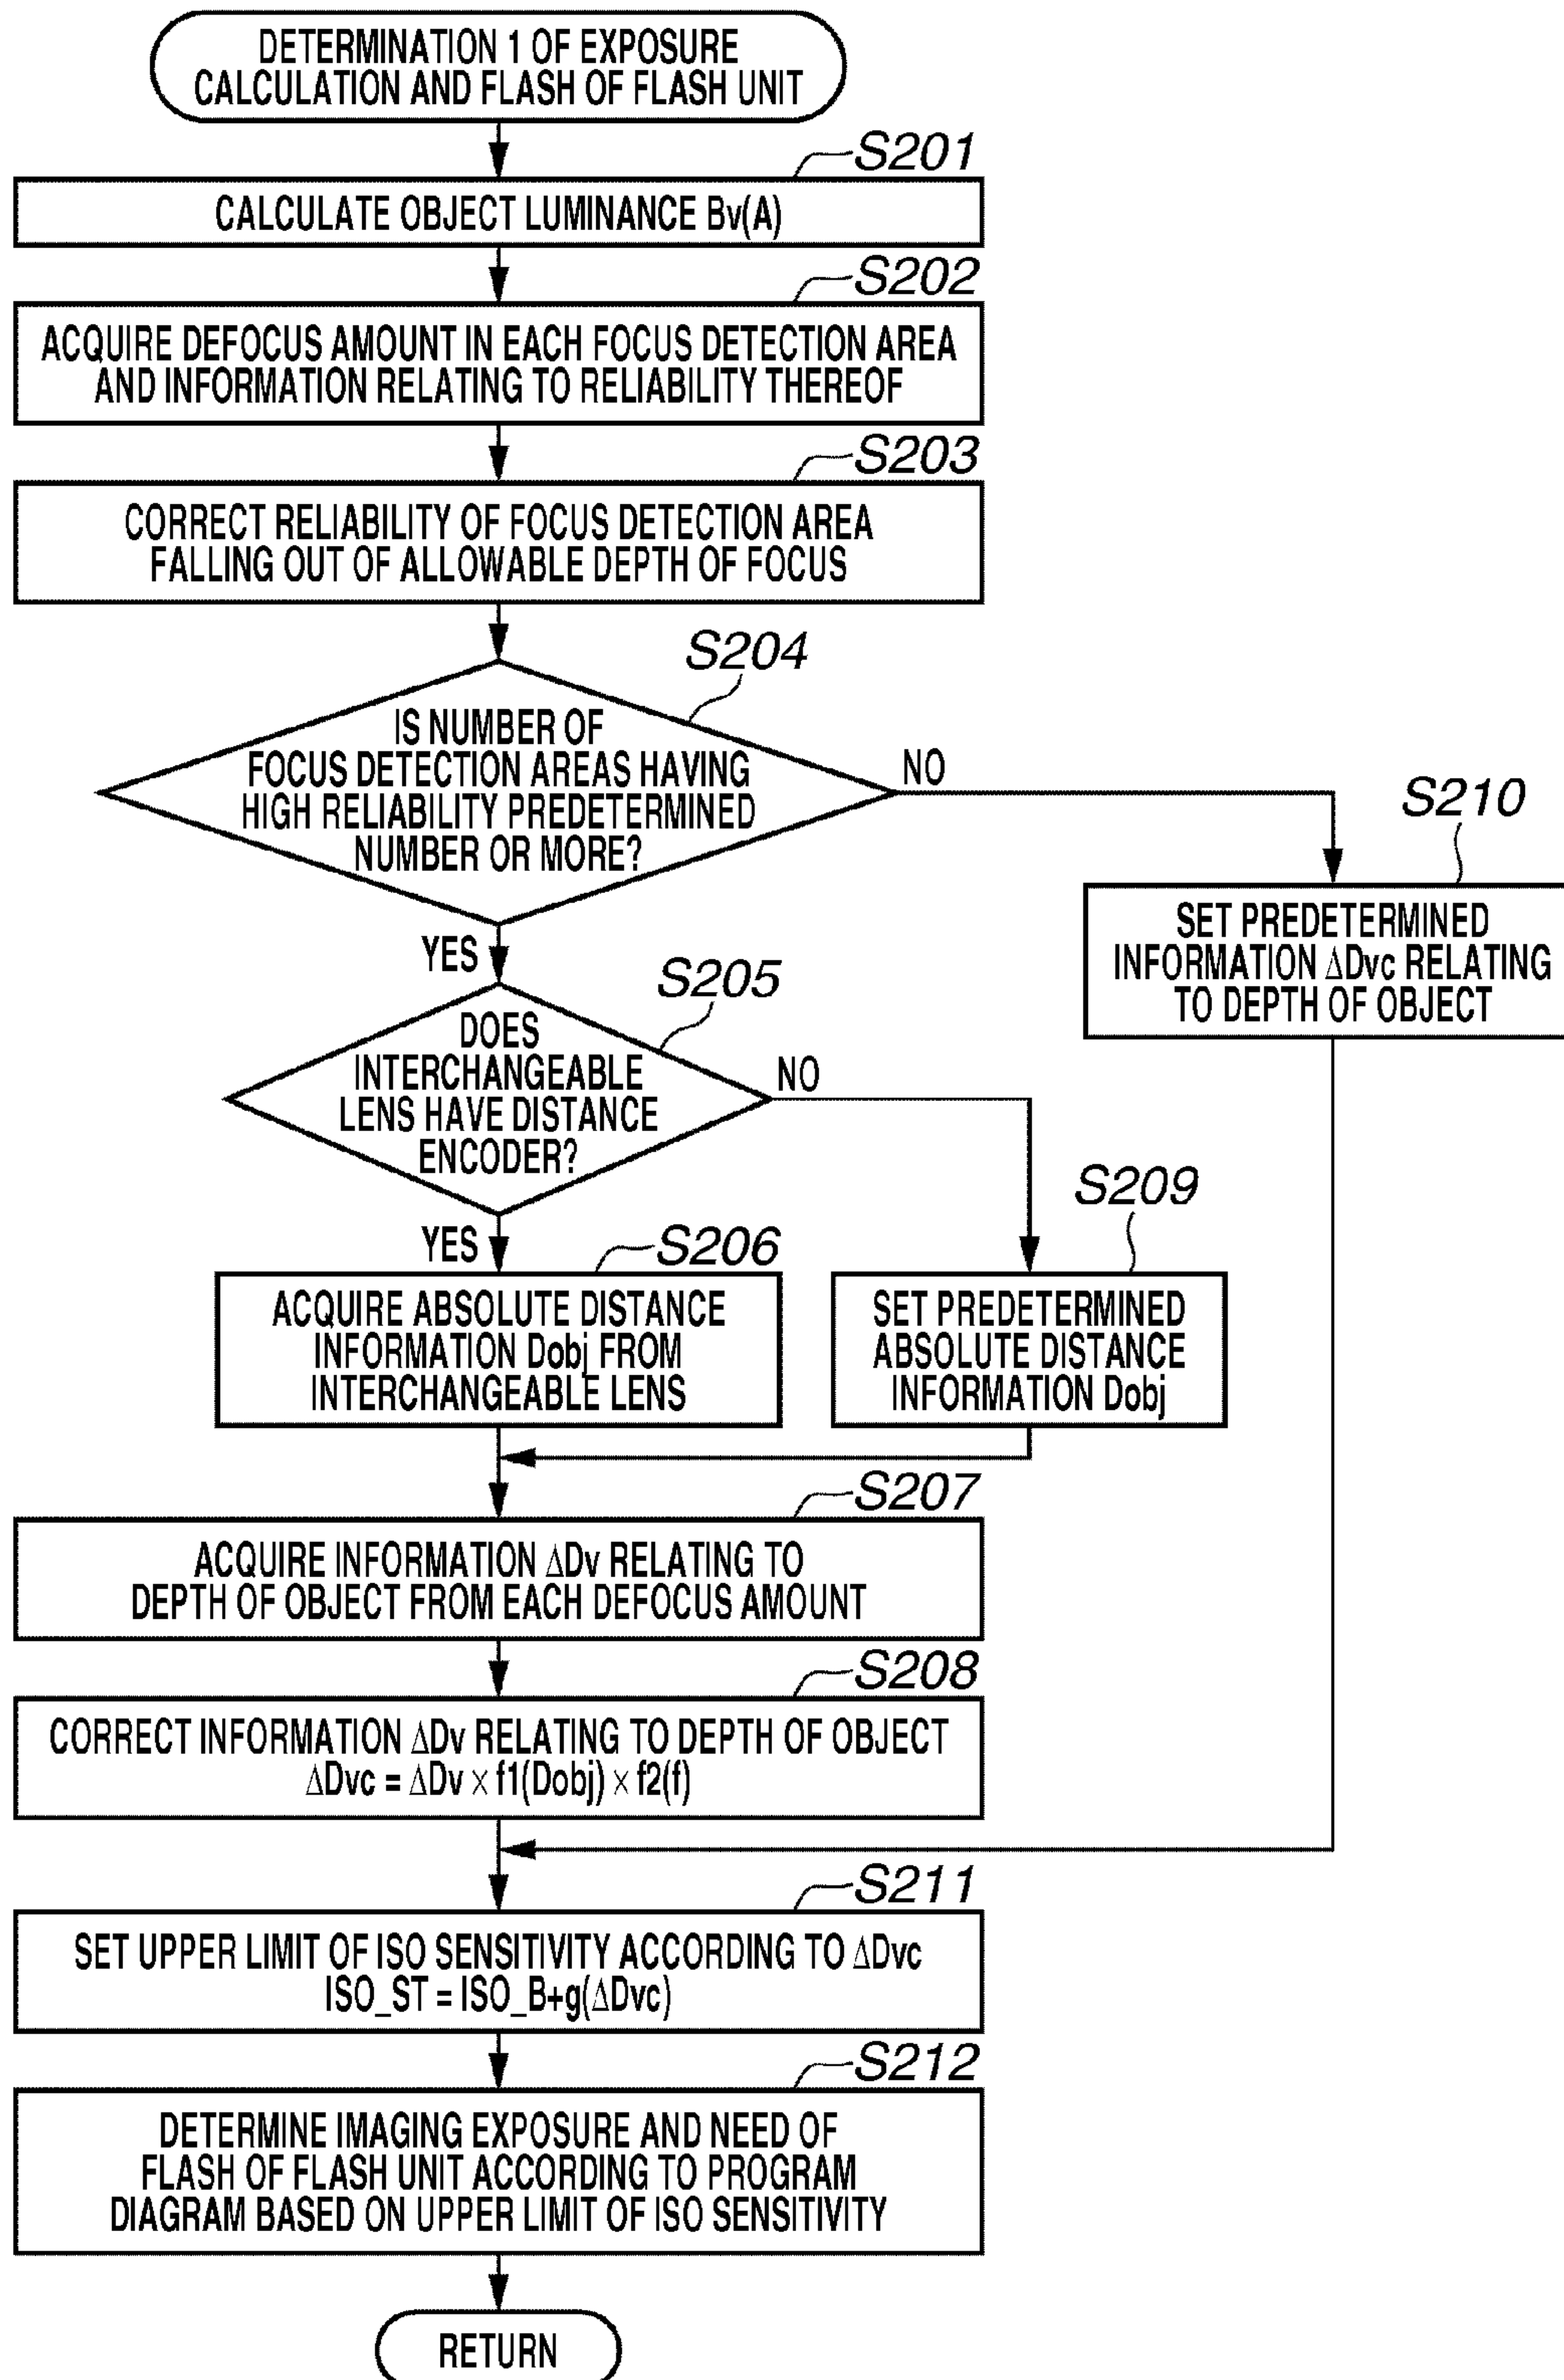 DETERMINATION 1 OF EXPOSURE
CALCULATION AND FLASH OF FLASH UNIT
S201
CALCULATE OBJECT LUMINANCE Bv(A)
S202
ACQUIRE DEFOCUS AMOUNT IN EACH FOCUS DETECTION AREA
AND INFORMATION RELATING TO RELIABILITY THEREOF
S203
CORRECT RELIABILITY OF FOCUS DETECTION AREA
FALLING OUT OF ALLOWABLE DEPTH OF FOCUS
S204
IS NUMBER OF
FOCUS DETECTION AREAS HAVING
HIGH RELIABILITY PREDETERMINED
NUMBER OR MORE?
NO
S210
SET PREDETERMINED
INFORMATION ΔDvc RELATING
TO DEPTH OF OBJECT
YES
S205
DOES
INTERCHANGEABLE
LENS HAVE DISTANCE
ENCODER?
NO
S209
SET PREDETERMINED
ABSOLUTE DISTANCE
INFORMATION Dobj
YES
S206
ACQUIRE ABSOLUTE DISTANCE
INFORMATION Dobj FROM
INTERCHANGEABLE LENS
S207
ACQUIRE INFORMATION ΔDv RELATING TO
DEPTH OF OBJECT FROM EACH DEFOCUS AMOUNT
S208
CORRECT INFORMATION ΔDv RELATING TO DEPTH OF OBJECT
ΔDvc = ΔDv × f1(Dobj) × f2(f)
S211
SET UPPER LIMIT OF ISO SENSITIVITY ACCORDING TO ΔDvc
ISO_ST = ISO_B+g(ΔDvc)
S212
DETERMINE IMAGING EXPOSURE AND NEED OF
FLASH OF FLASH UNIT ACCORDING TO PROGRAM
DIAGRAM BASED ON UPPER LIMIT OF ISO SENSITIVITY
RETURN